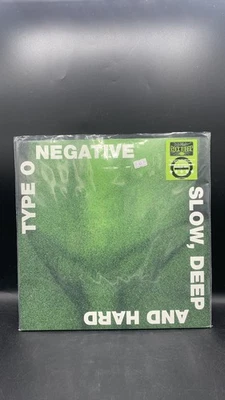 TYPE O
NEGATIVE
SLOW, DEEP
AND HARD